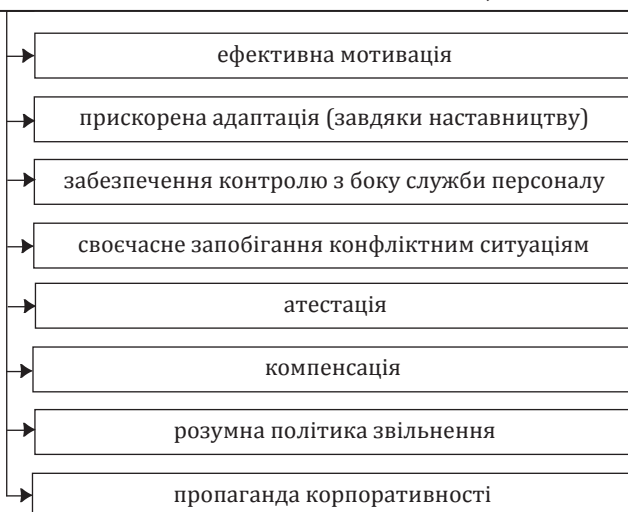 ефективна мотивація
прискорена адаптація (завдяки наставництву)
забезпечення контролю з боку служби персоналу
своєчасне запобігання конфліктним ситуаціям
атестація
компенсація
розумна політика звільнення
пропаганда корпоративності